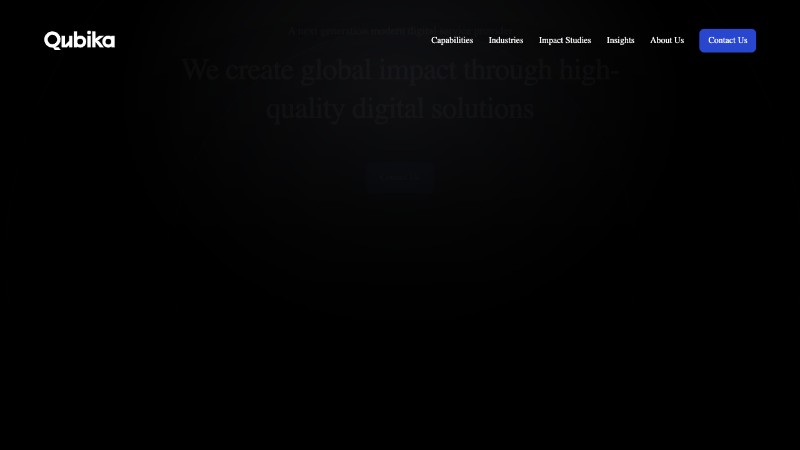 Qubika
Capabilities
Industries
Impact Studies
Insights
About Us
Contact Us
We create global impact through high-
quality digital solutions